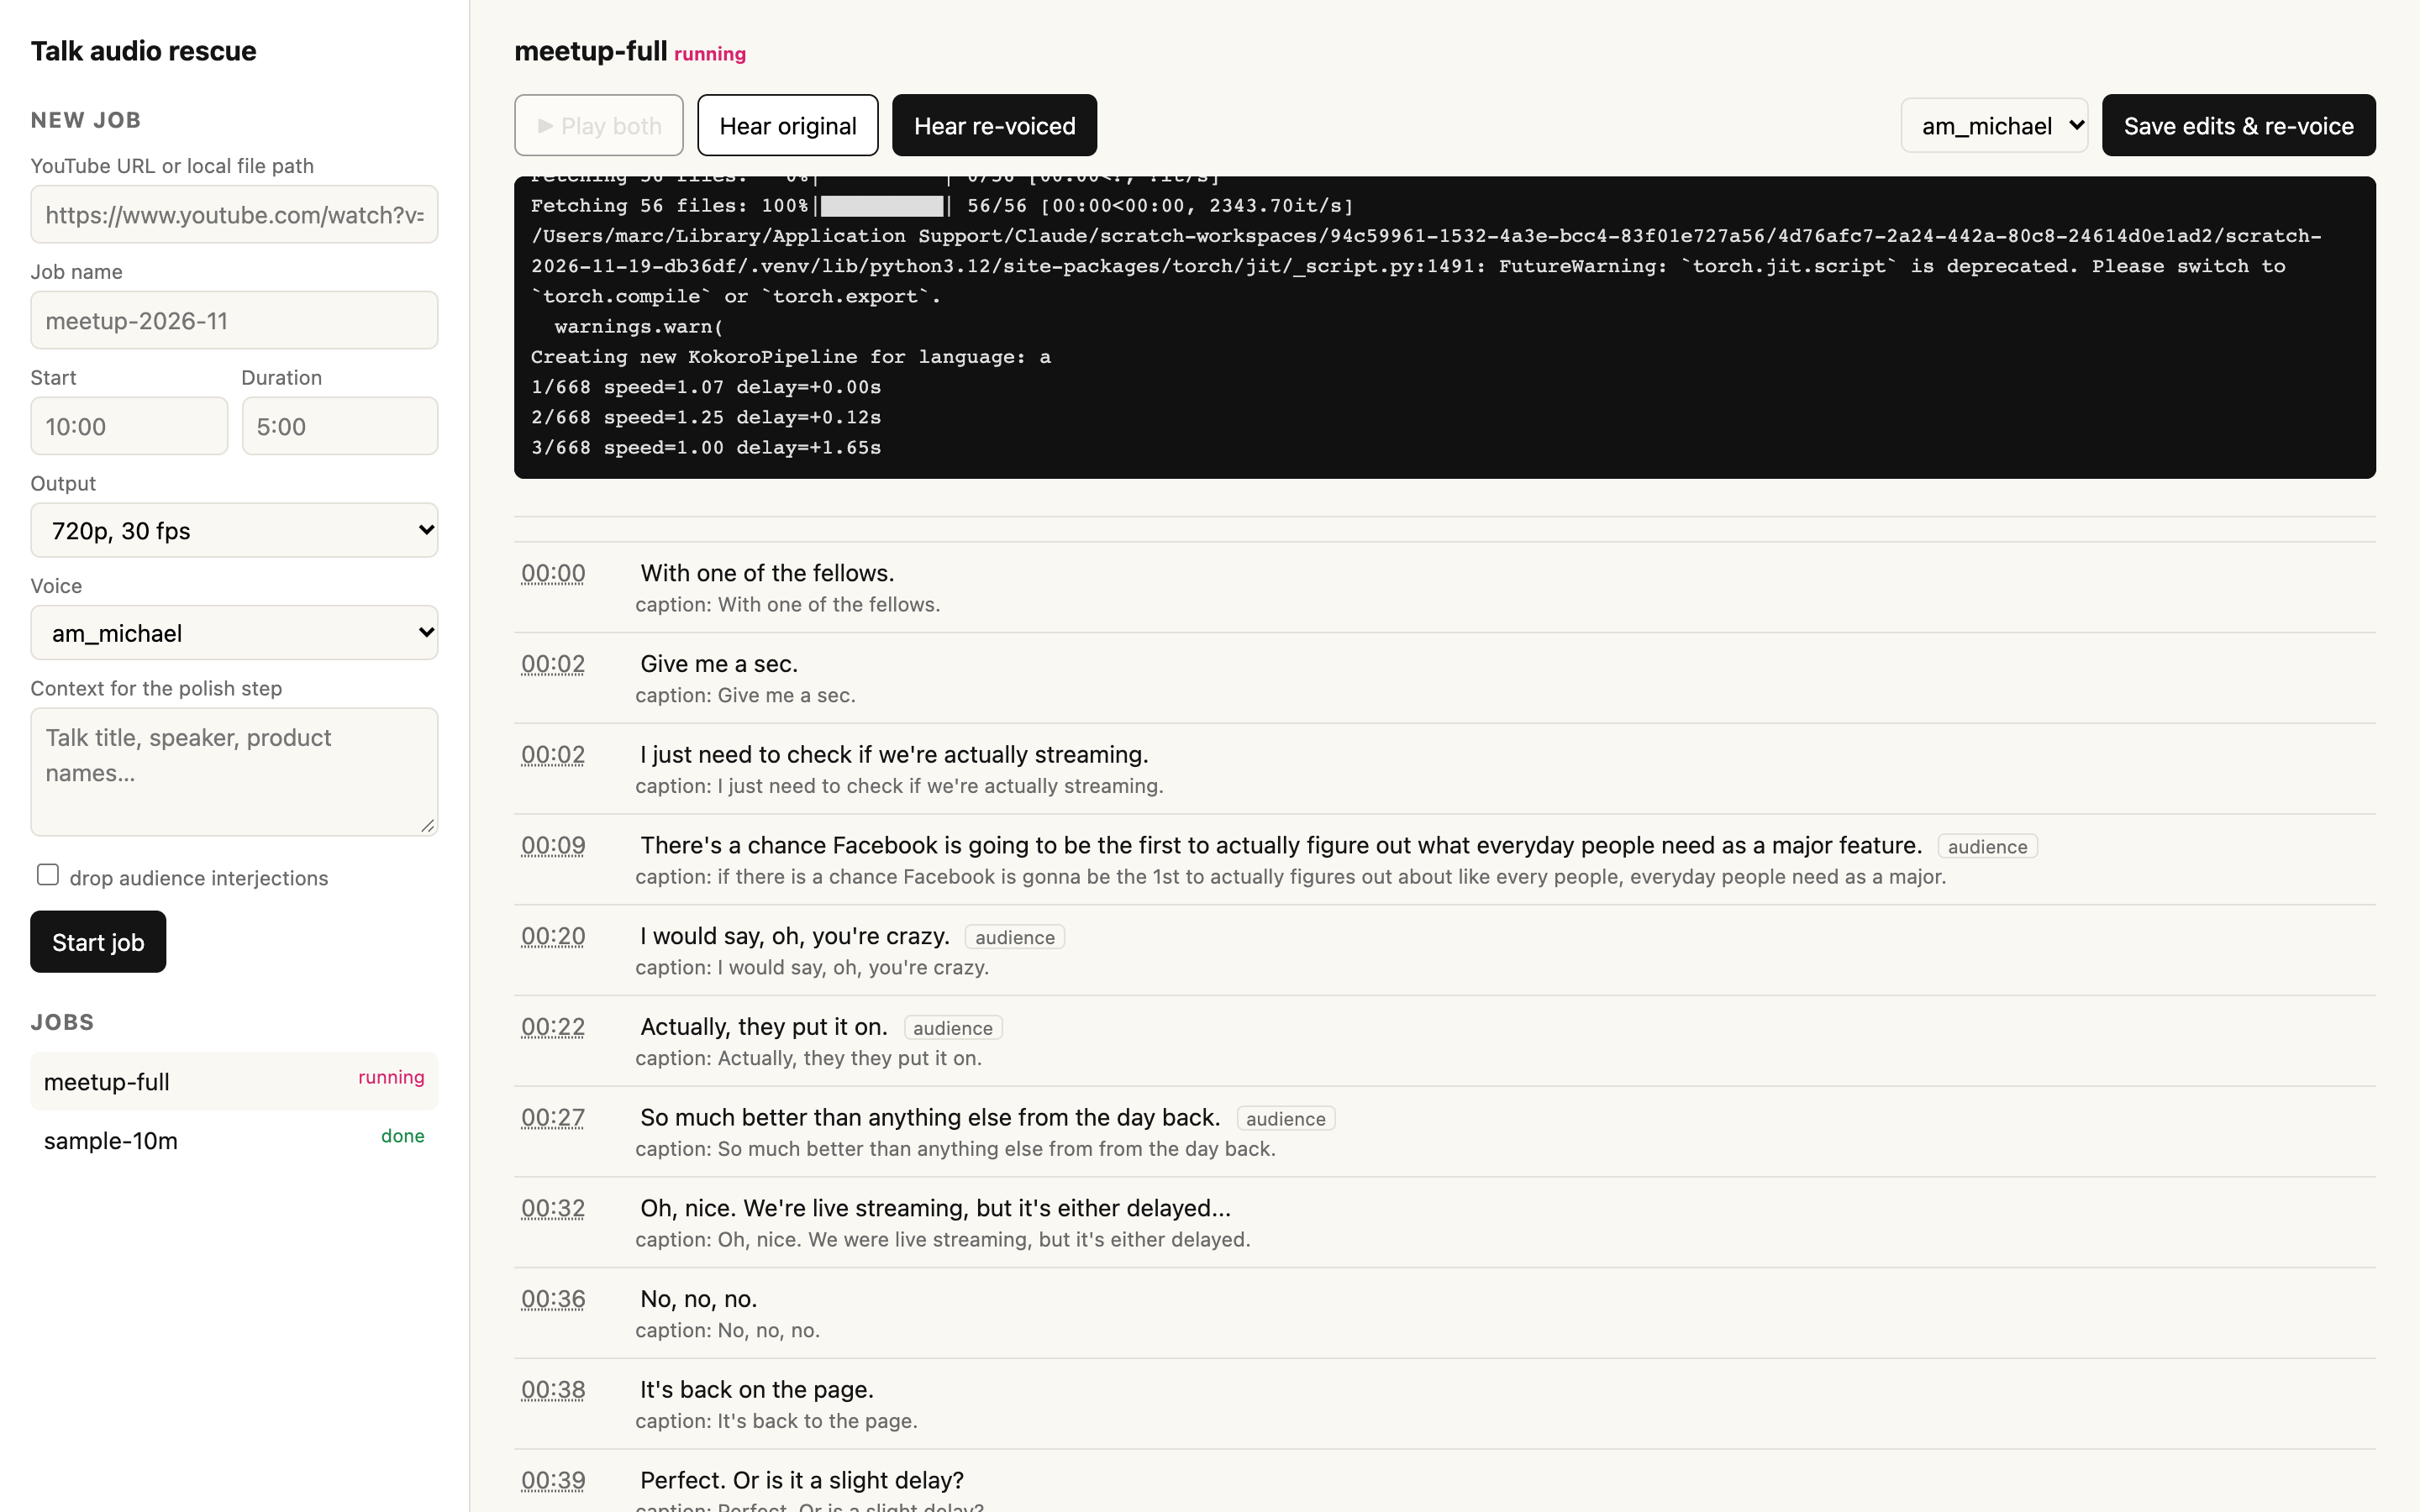 Talk audio rescue
NEW JOB
YouTube URL or local file path
https://www.youtube.com/watch?v=
Job name
meetup-2026-11
Start
Duration
10:00
5:00
Output
720p, 30 fps
Voice
am_michael
Context for the polish step
Talk title, speaker, product
names...
drop audience interjections
Start job
JOBS
meetup-full running
sample-10m done
meetup-full running
▶ Play both
Hear original
Hear re-voiced
am_michael
Save edits & re-voice
Fetching 56 files: 0%| | 0/56 [00:00<?, ?it/s]
Fetching 56 files: 100%|██████████| 56/56 [00:00<00:00, 2343.70it/s]
/Users/marc/Library/Application Support/Claude/scratch-workspaces/94c59961-1532-4a3e-bcc4-83f01e727a56/4d76afc7-2a24-442a-80c8-24614d0e1ad2/scratch-
2026-11-19-db36df/.venv/lib/python3.12/site-packages/torch/jit/_script.py:1491: FutureWarning: `torch.jit.script` is deprecated. Please switch to
`torch.compile` or `torch.export`.
warnings.warn(
Creating new KokoroPipeline for language: a
1/668 speed=1.07 delay=+0.00s
2/668 speed=1.25 delay=+0.12s
3/668 speed=1.00 delay=+1.65s
00:00 With one of the fellows.
caption: With one of the fellows.
00:02 Give me a sec.
caption: Give me a sec.
00:02 I just need to check if we're actually streaming.
caption: I just need to check if we're actually streaming.
00:09 There's a chance Facebook is going to be the first to actually figure out what everyday people need as a major feature. audience
caption: if there is a chance Facebook is gonna be the 1st to actually figures out about like every people, everyday people need as a major.
00:20 I would say, oh, you're crazy. audience
caption: I would say, oh, you're crazy.
00:22 Actually, they put it on. audience
caption: Actually, they they put it on.
00:27 So much better than anything else from the day back. audience
caption: So much better than anything else from from the day back.
00:32 Oh, nice. We're live streaming, but it's either delayed...
caption: Oh, nice. We were live streaming, but it's either delayed.
00:36 No, no, no.
caption: No, no, no.
00:38 It's back on the page.
caption: It's back to the page.
00:39 Perfect. Or is it a slight delay?
caption: Perfect. Or is a slight delay?